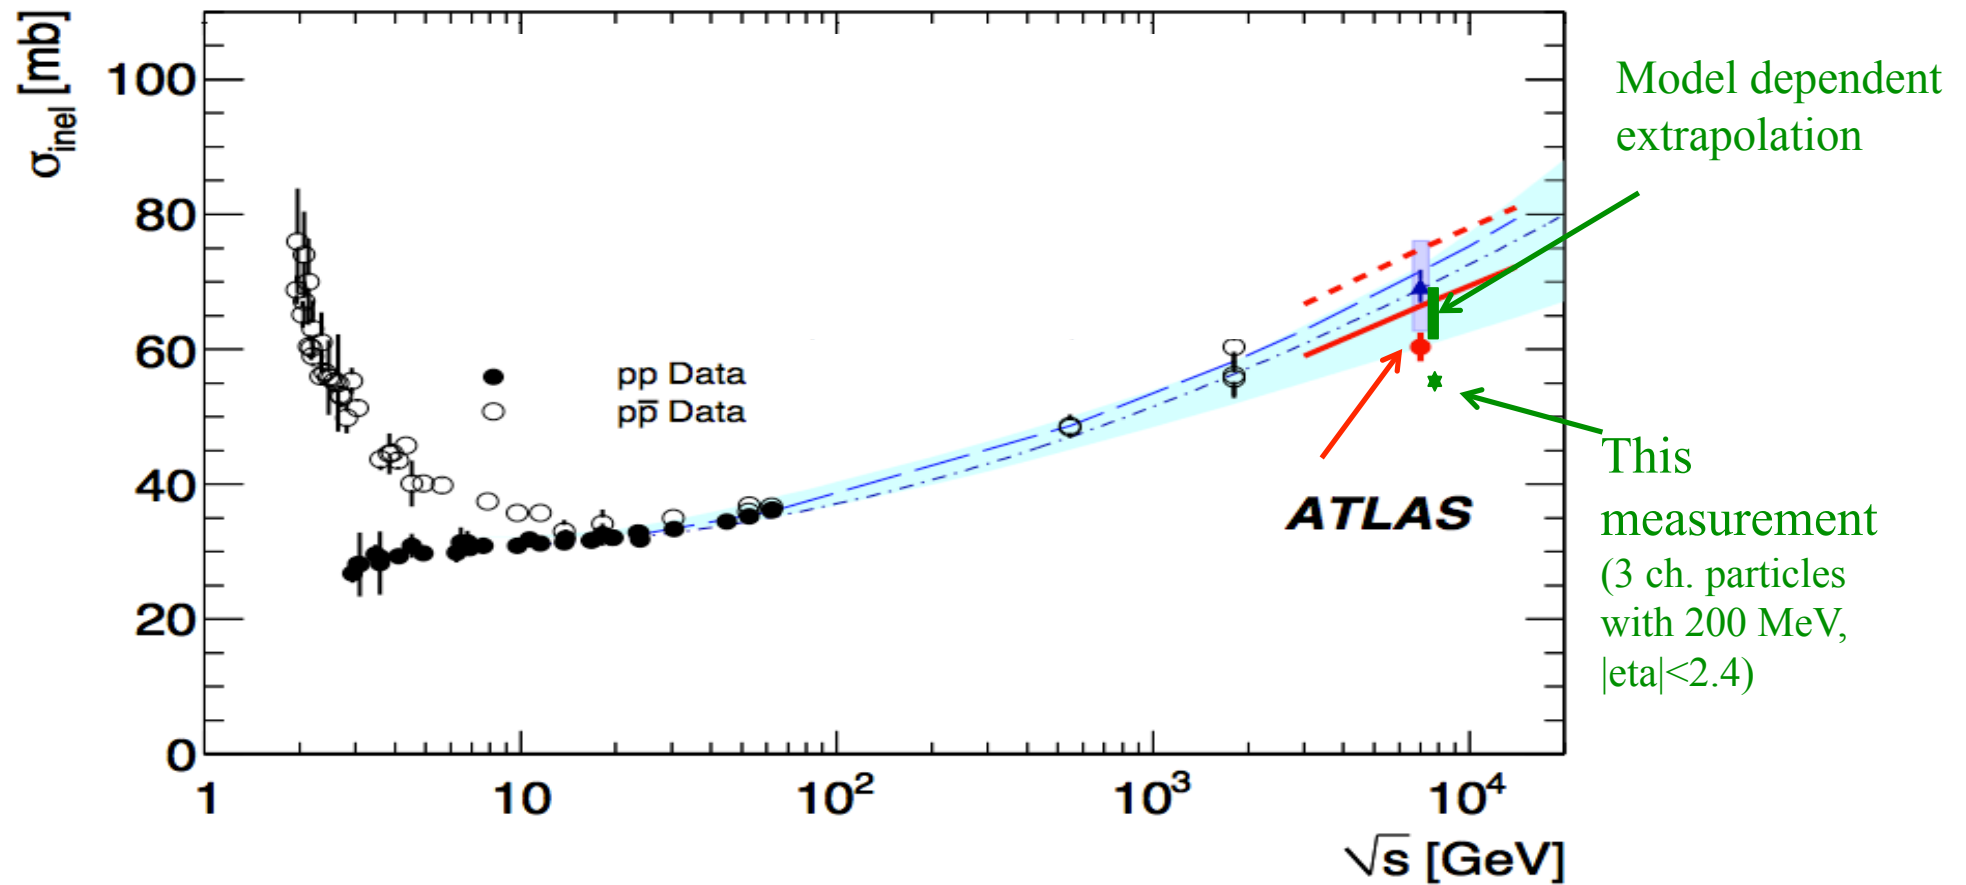 σinel [mb]
100
80
60
40
20
0
1
10
10²
10³
10⁴
√s [GeV]
pp Data
pp̅ Data
ATLAS
Model dependent
extrapolation
This
measurement
(3 ch. particles
with 200 MeV,
|eta|<2.4)